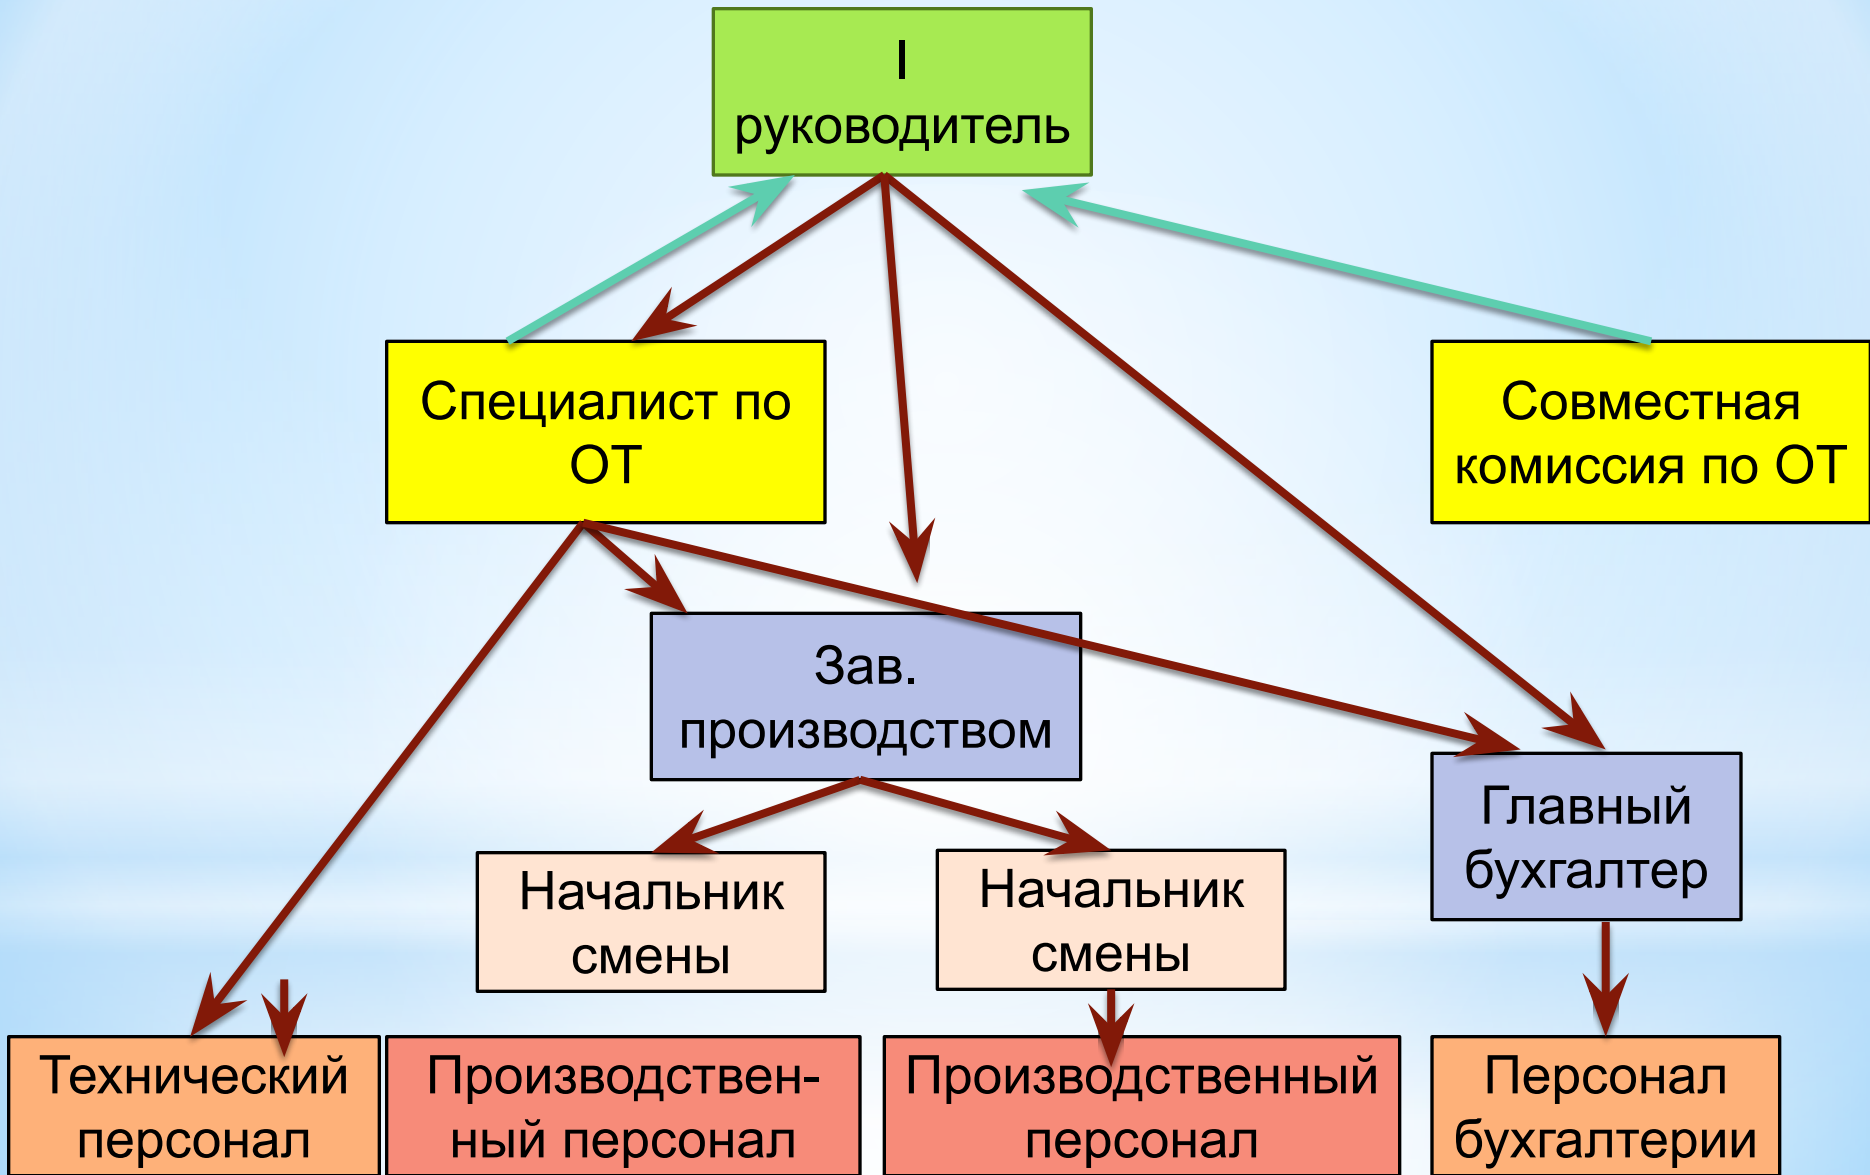 I
руководитель
Специалист по
ОТ
Совместная
комиссия по ОТ
Зав.
производством
Главный
бухгалтер
Начальник
смены
Начальник
смены
Технический
персонал
Производствен-
ный персонал
Производственный
персонал
Персонал
бухгалтерии